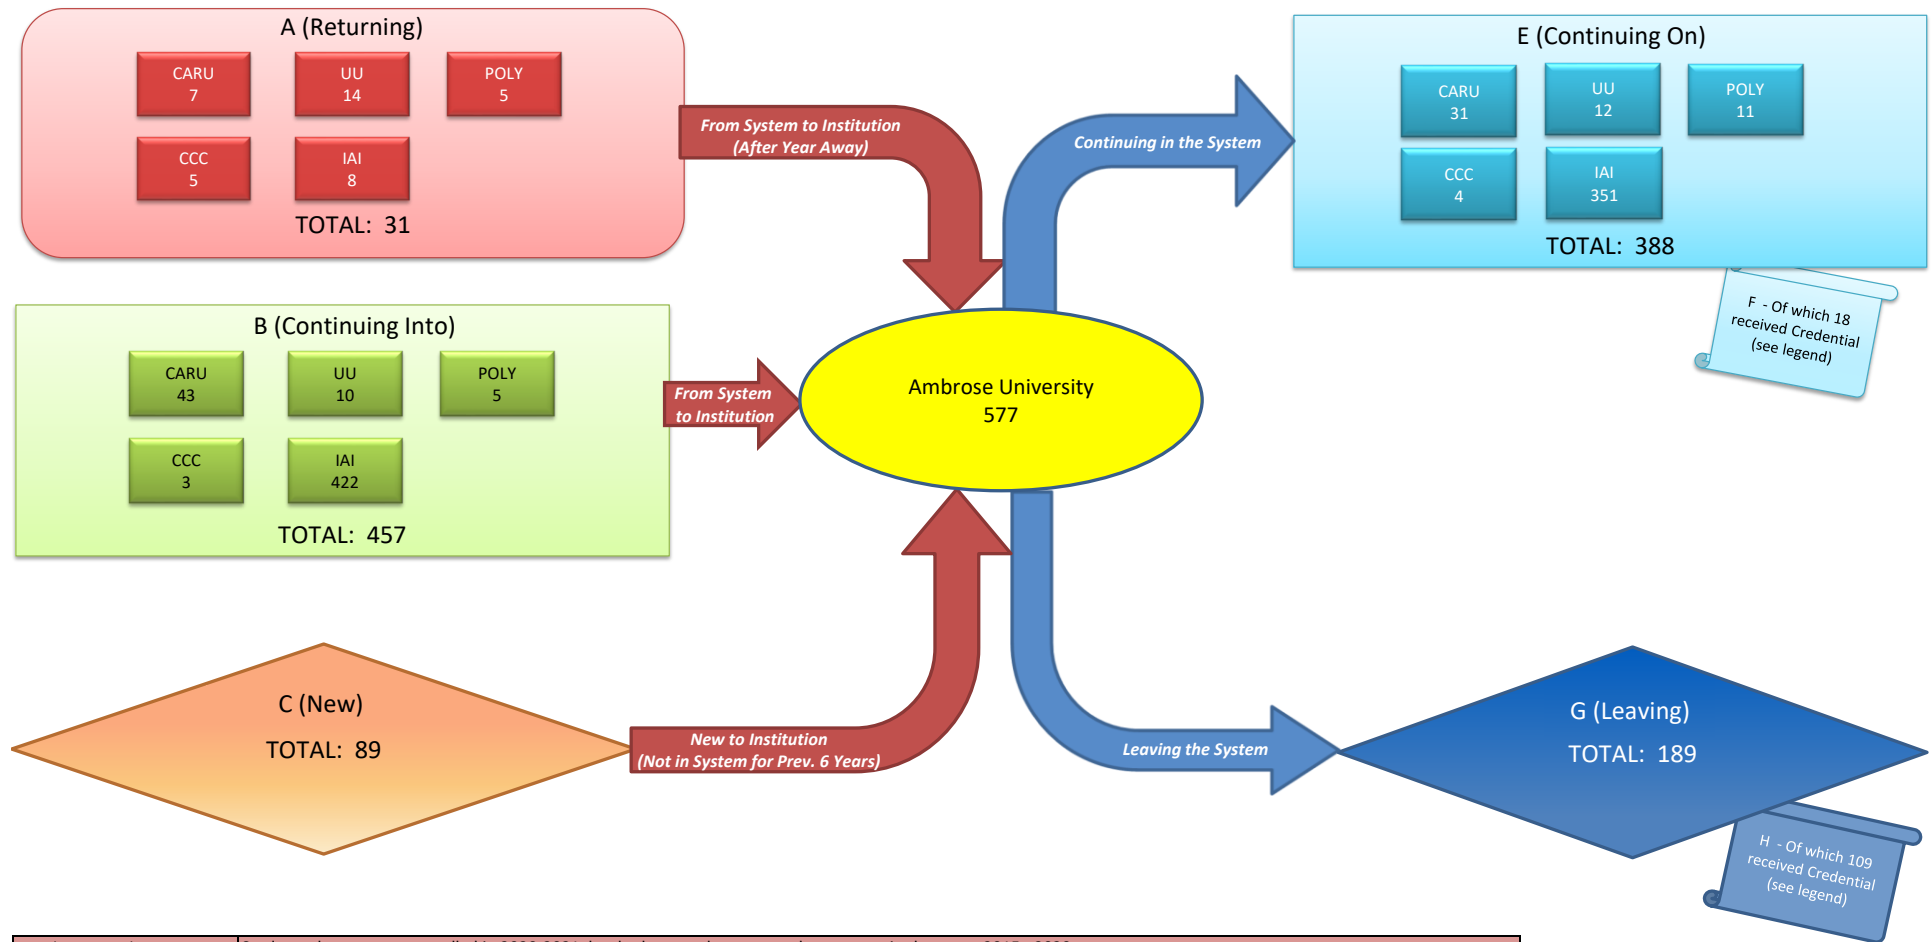 A (Returning)
CARU
7
UU
14
POLY
5
CCC
5
IAI
8
TOTAL: 31
From System to Institution
(After Year Away)
B (Continuing Into)
CARU
43
UU
10
POLY
5
CCC
3
IAI
422
TOTAL: 457
From System
to Institution
C (New)
TOTAL: 89
New to Institution
(Not in System for Prev. 6 Years)
Ambrose University
577
Continuing in the System
E (Continuing On)
CARU
31
UU
12
POLY
11
CCC
4
IAI
351
TOTAL: 388
F - Of which 18
received Credential
(see legend)
Leaving the System
G (Leaving)
TOTAL: 189
H - Of which 109
received Credential
(see legend)